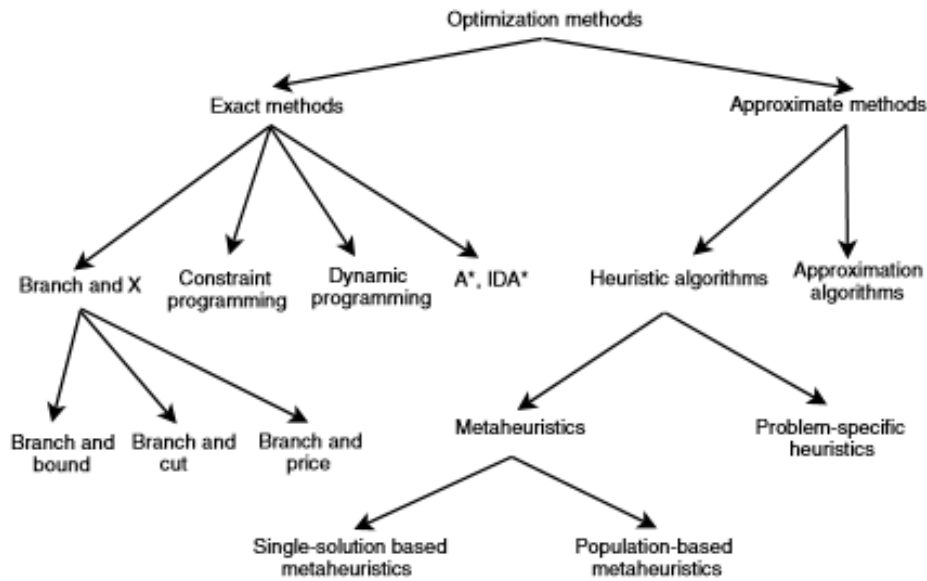 Optimization methods
Exact methods
Approximate methods
Branch and X
Constraint
programming
Dynamic
programming
A*, IDA*
Heuristic algorithms
Approximation
algorithms
Branch and
bound
Branch and
cut
Branch and
price
Metaheuristics
Problem-specific
heuristics
Single-solution based
metaheuristics
Population-based
metaheuristics